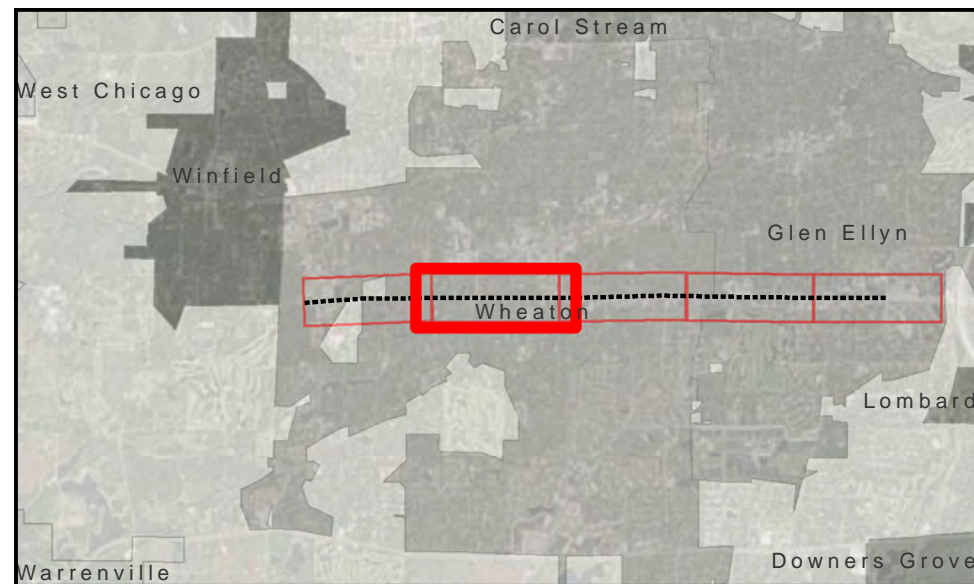 Carol Stream
West Chicago
Winfield
Glen Ellyn
Wheaton
Lombard
Downers Grove
Warrenville